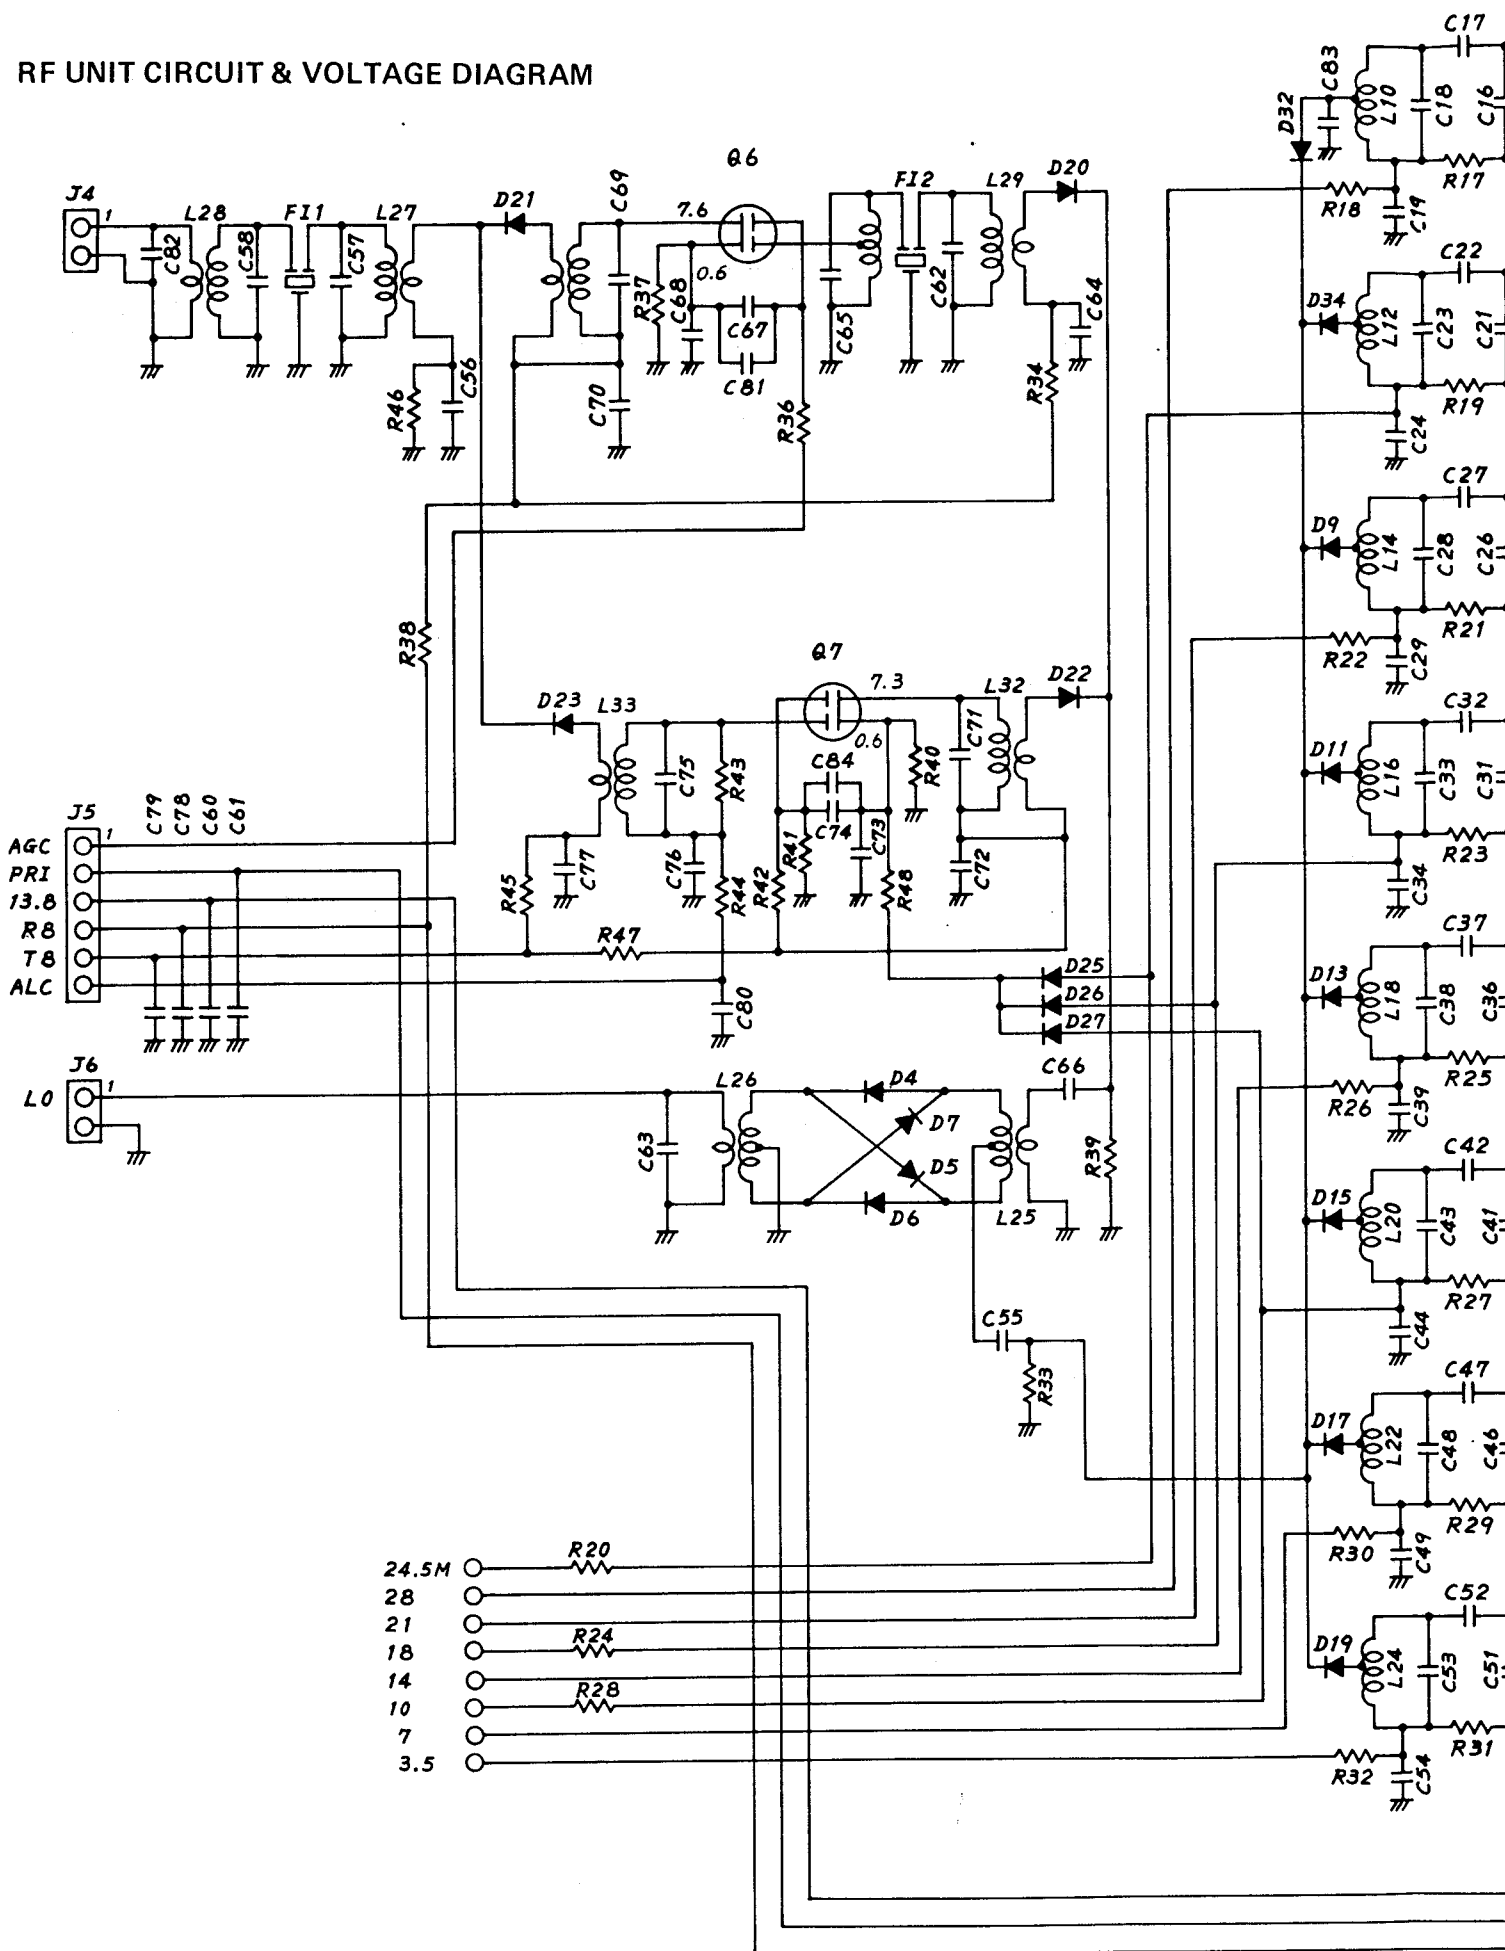 RF UNIT CIRCUIT & VOLTAGE DIAGRAM
C17
C83
D32
L10
C18
C16
R17
R18
C19
Q6
J4
1
L28
FI1
L27
D21
C69
7.6
FI2
L29
D20
C82
C58
C57
0.6
R37
C68
C67
C81
C65
C62
C64
R46
C56
C70
R36
R34
C22
D34
L12
C23
C21
R19
C24
C27
D9
L14
C28
C26
R21
R22
C29
R38
Q7
7.3
L32
D22
D23
L33
0.6
C71
R40
C75
R43
C84
C74
R41
C73
R42
R48
C72
C77
C76
R44
R45
R47
C32
D11
L16
C33
C31
R23
C34
J5
1
C79
C78
C60
C61
AGC
PRI
13.8
R8
T8
ALC
C80
D25
D26
D27
C37
D13
L18
C38
C36
R25
R26
C39
J6
1
LO
L26
D4
D7
D5
D6
C63
L25
C66
R39
C42
D15
L20
C43
C41
R27
C44
C55
R33
C47
D17
L22
C48
C46
R29
R30
C49
24.5M
R20
28
21
18
R24
14
10
R28
7
3.5
C52
D19
L24
C53
C51
R31
R32
C54